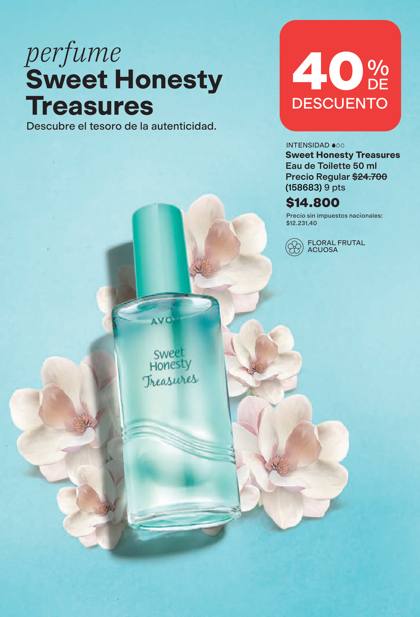 perfume
Sweet Honesty
Treasures
Descubre el tesoro de la autenticidad.
40%
DE
DESCUENTO
INTENSIDAD
Sweet Honesty Treasures
Eau de Toilette 50 ml
Precio Regular $24.700
(158683) 9 pts
$14.800
Precio sin impuestos nacionales:
$12.231,40
FLORAL FRUTAL
ACUOSA
AVON
Sweet
Honesty
Treasures